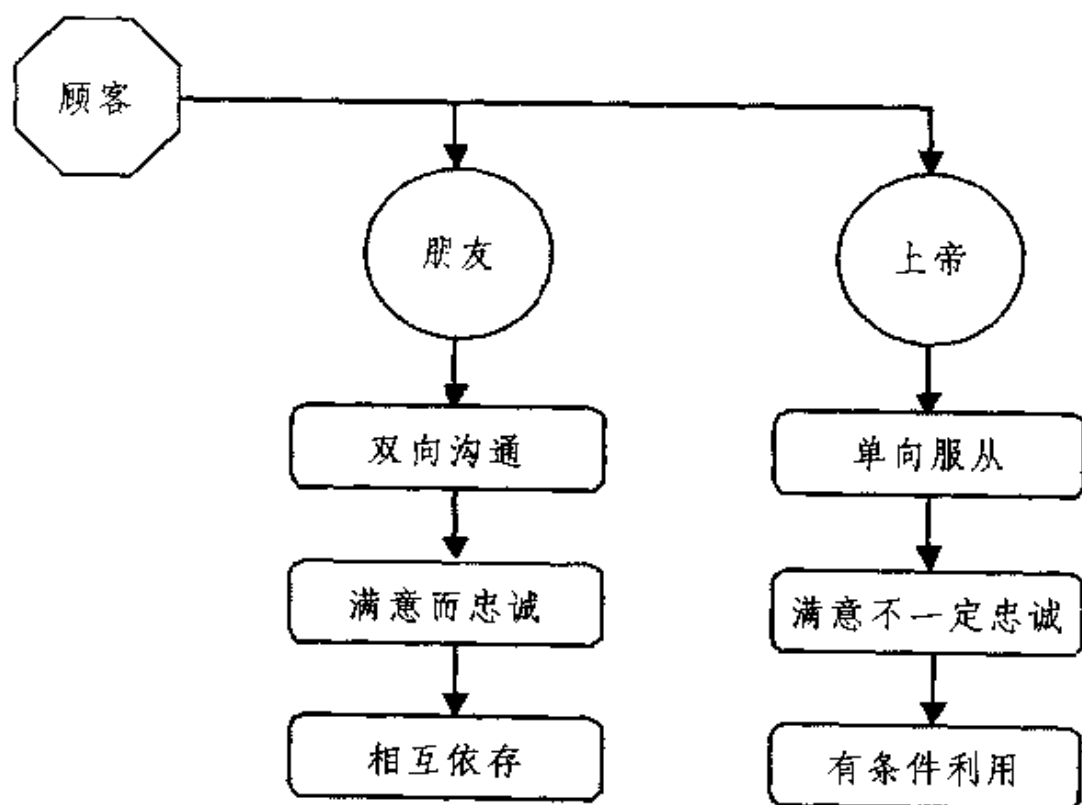 顾客
朋友
上帝
双向沟通
单向服从
满意而忠诚
满意不一定忠诚
相互依存
有条件利用